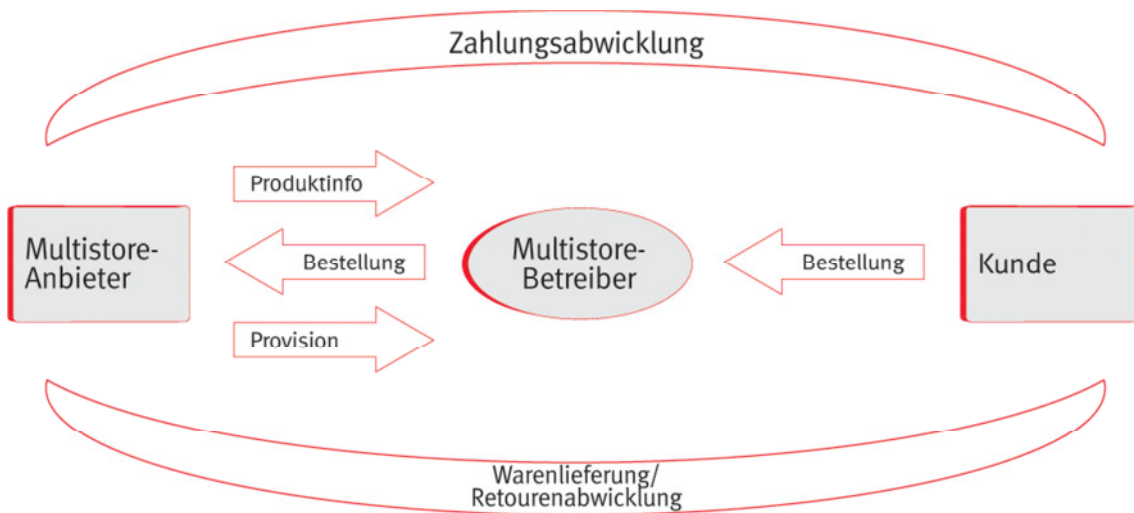 Zahlungsabwicklung
Produktinfo
Multistore-
Anbieter
Bestellung
Multistore-
Betreiber
Bestellung
Kunde
Provision
Warenlieferung/
Retourenabwicklung